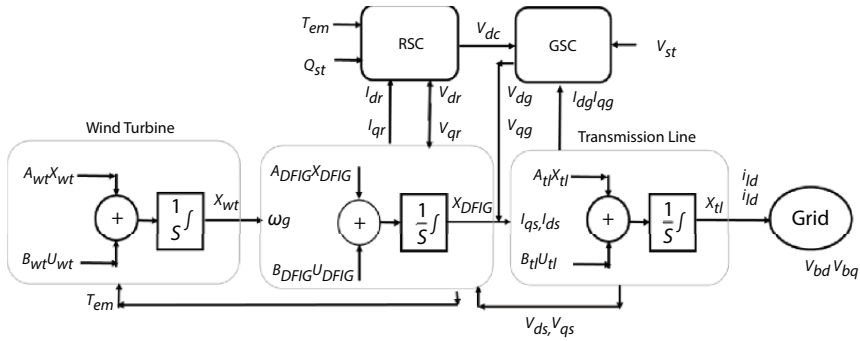 T_em
RSC
V_dc
GSC
V_st
Q_st
I_dr
I_qr
V_dr
V_qr
V_dg
V_qg
I_dg I_qg
Wind Turbine
Transmission Line
A_wt X_wt
+
B_wt U_wt
1/S ∫
X_wt
ω_g
A_DFIG X_DFIG
+
B_DFIG U_DFIG
1/S ∫
X_DFIG
I_qs, I_ds
A_tl X_tl
+
B_tl U_tl
1/S ∫
X_tl
i_ld
i_ld
Grid
V_bd V_bq
T_em
V_ds, V_qs